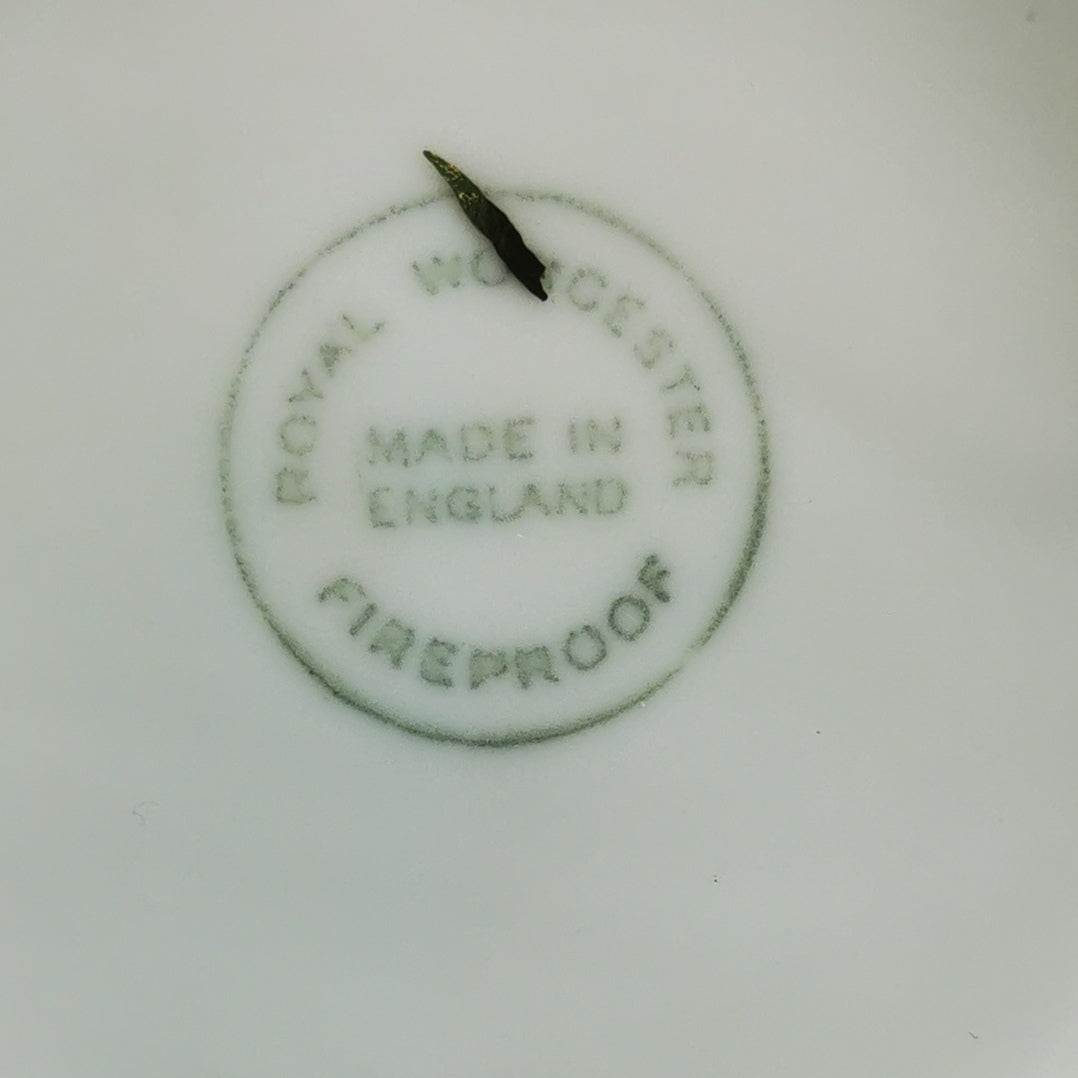 ROYAL WORCESTER
MADE IN
ENGLAND
FIREPROOF